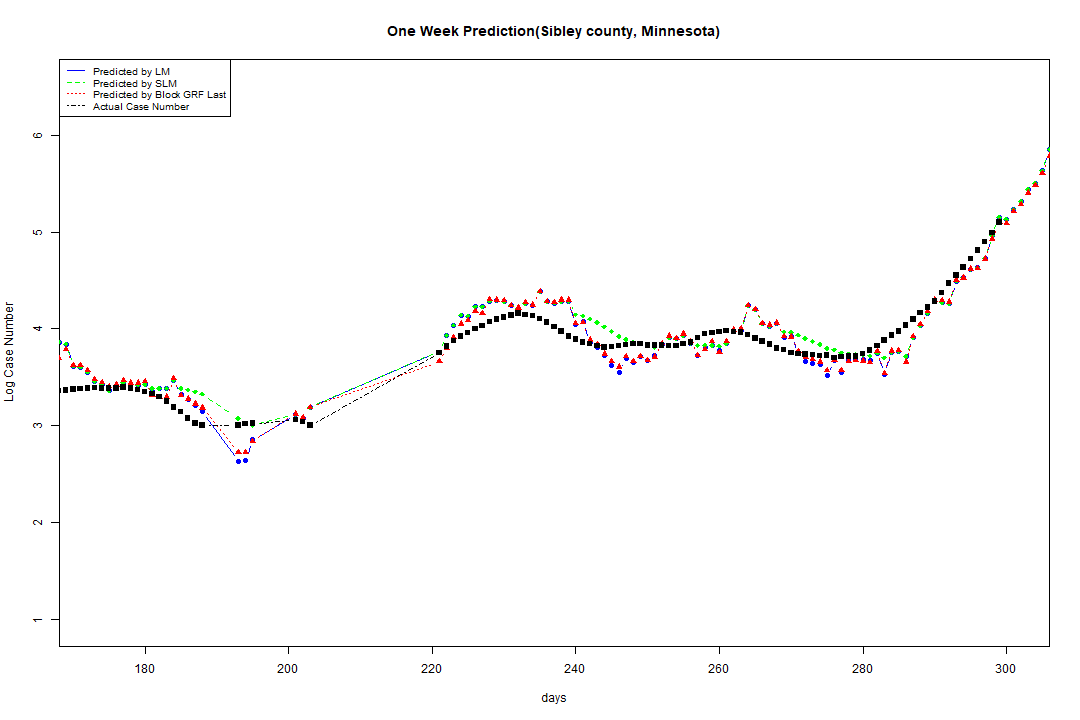 One Week Prediction(Sibley county, Minnesota)
Predicted by LM
Predicted by SLM
Predicted by Block GRF Last
Actual Case Number
Log Case Number
6
5
4
3
2
1
180 200 220 240 260 280 300
days